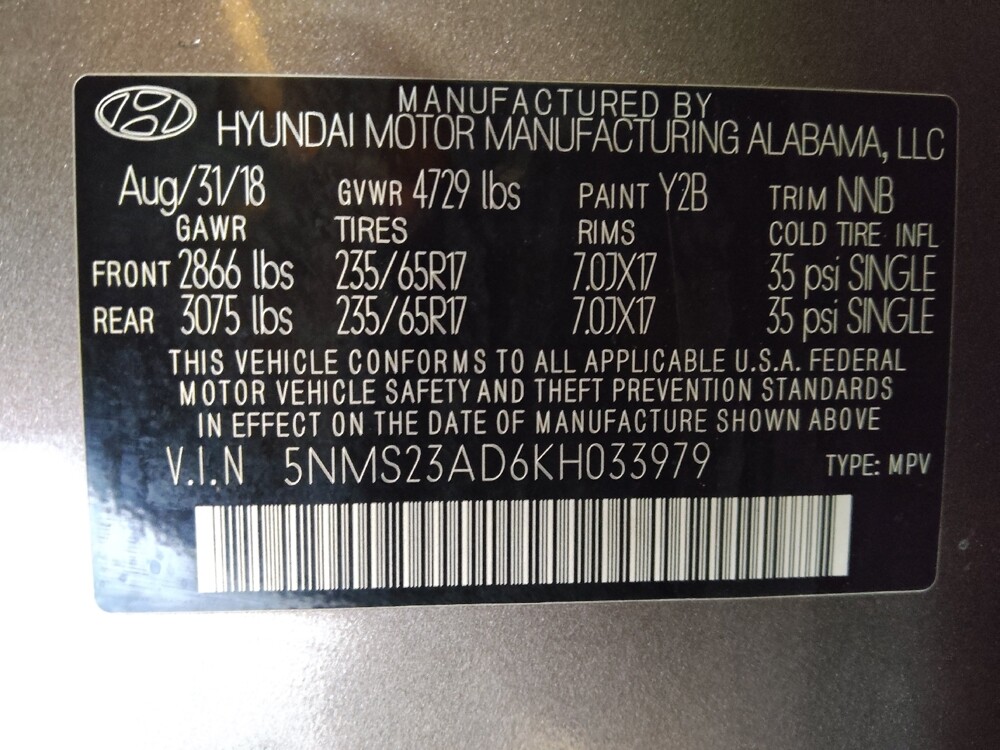 MANUFACTURED BY
HYUNDAI MOTOR MANUFACTURING ALABAMA, LLC
Aug/31/18 GVWR 4729 lbs PAINT Y2B TRIM NNB
GAWR TIRES RIMS COLD TIRE INFL
FRONT 2866 lbs 235/65R17 7.0JX17 35 psi SINGLE
REAR 3075 lbs 235/65R17 7.0JX17 35 psi SINGLE
THIS VEHICLE CONFORMS TO ALL APPLICABLE U.S.A. FEDERAL
MOTOR VEHICLE SAFETY AND THEFT PREVENTION STANDARDS
IN EFFECT ON THE DATE OF MANUFACTURE SHOWN ABOVE
V.I.N 5NMS23AD6KH033979 TYPE: MPV